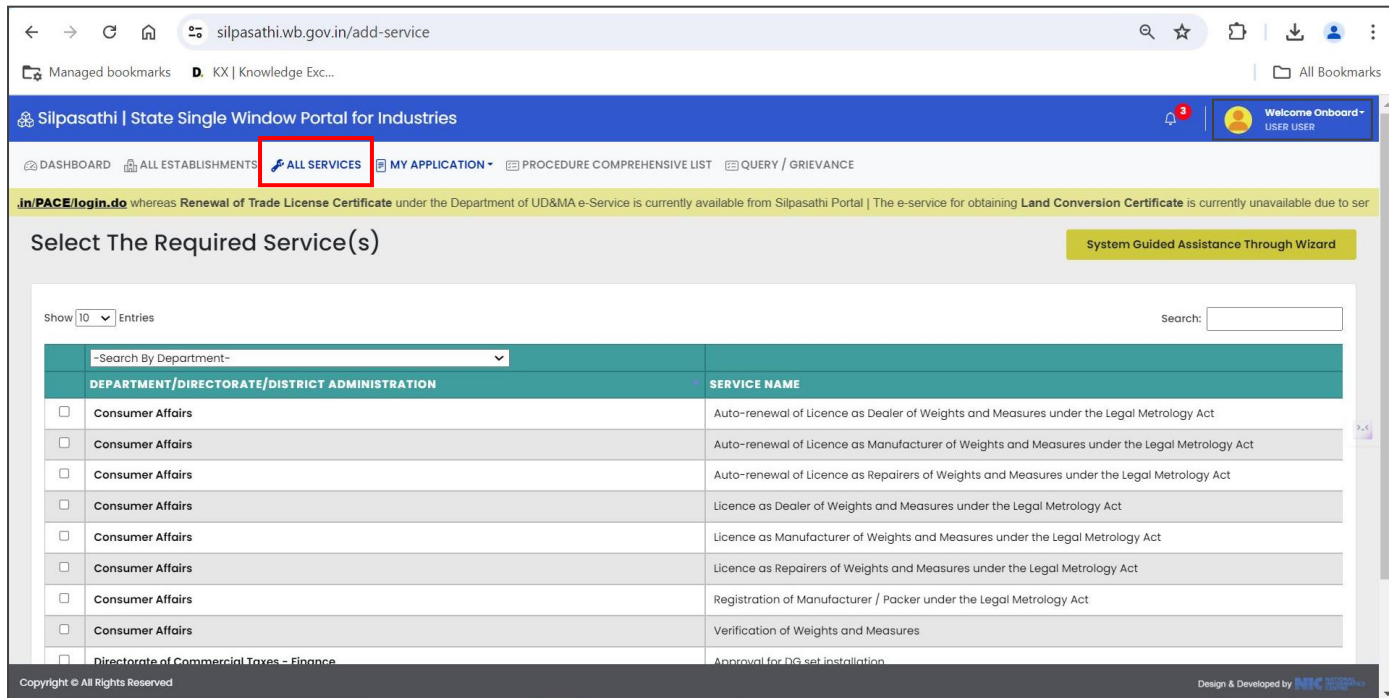 silpasathi.wb.gov.in/add-service
Managed bookmarks D. KX | Knowledge Exc... All Bookmarks
Silpasathi | State Single Window Portal for Industries 3 Welcome Onboard
USER USER
DASHBOARD ALL ESTABLISHMENTS ALL SERVICES MY APPLICATION PROCEDURE COMPREHENSIVE LIST QUERY / GRIEVANCE
.in/PACE/login.do whereas Renewal of Trade License Certificate under the Department of UD&MA e-Service is currently available from Silpasathi Portal | The e-service for obtaining Land Conversion Certificate is currently unavailable due to ser
Select The Required Service(s) System Guided Assistance Through Wizard
Show 10 Entries Search:
-Search By Department-
DEPARTMENT/DIRECTORATE/DISTRICT ADMINISTRATION SERVICE NAME
Consumer Affairs Auto-renewal of Licence as Dealer of Weights and Measures under the Legal Metrology Act
Consumer Affairs Auto-renewal of Licence as Manufacturer of Weights and Measures under the Legal Metrology Act
Consumer Affairs Auto-renewal of Licence as Repairers of Weights and Measures under the Legal Metrology Act
Consumer Affairs Licence as Dealer of Weights and Measures under the Legal Metrology Act
Consumer Affairs Licence as Manufacturer of Weights and Measures under the Legal Metrology Act
Consumer Affairs Licence as Repairers of Weights and Measures under the Legal Metrology Act
Consumer Affairs Registration of Manufacturer / Packer under the Legal Metrology Act
Consumer Affairs Verification of Weights and Measures
Directorate of Commercial Taxes - Finance Approval for DG set installation
Copyright © All Rights Reserved Design & Developed by NIC